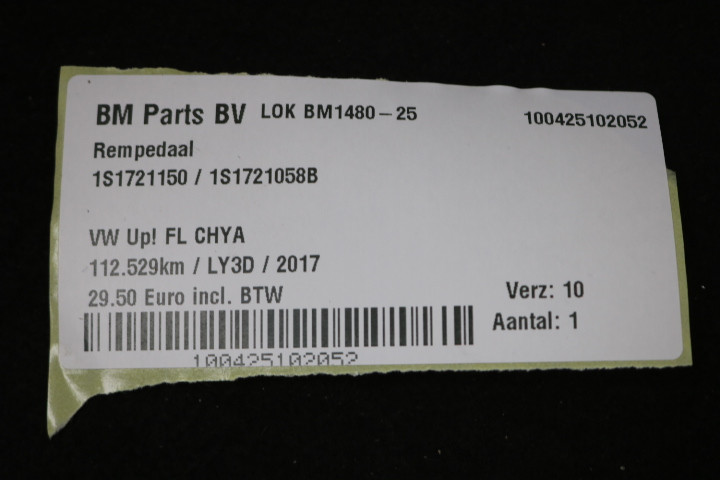 BM Parts BV LOK BM1480-25 100425102052
Rempedaal
1S1721150 / 1S1721058B
VW Up! FL CHYA
112.529km / LY3D / 2017
29.50 Euro incl. BTW
Verz: 10
Aantal: 1
100425102052